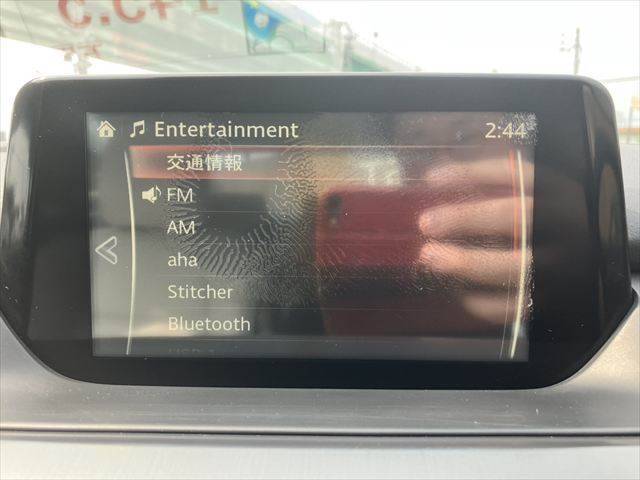 Entertainment 2:44
交通情報
FM
AM
aha
Stitcher
Bluetooth